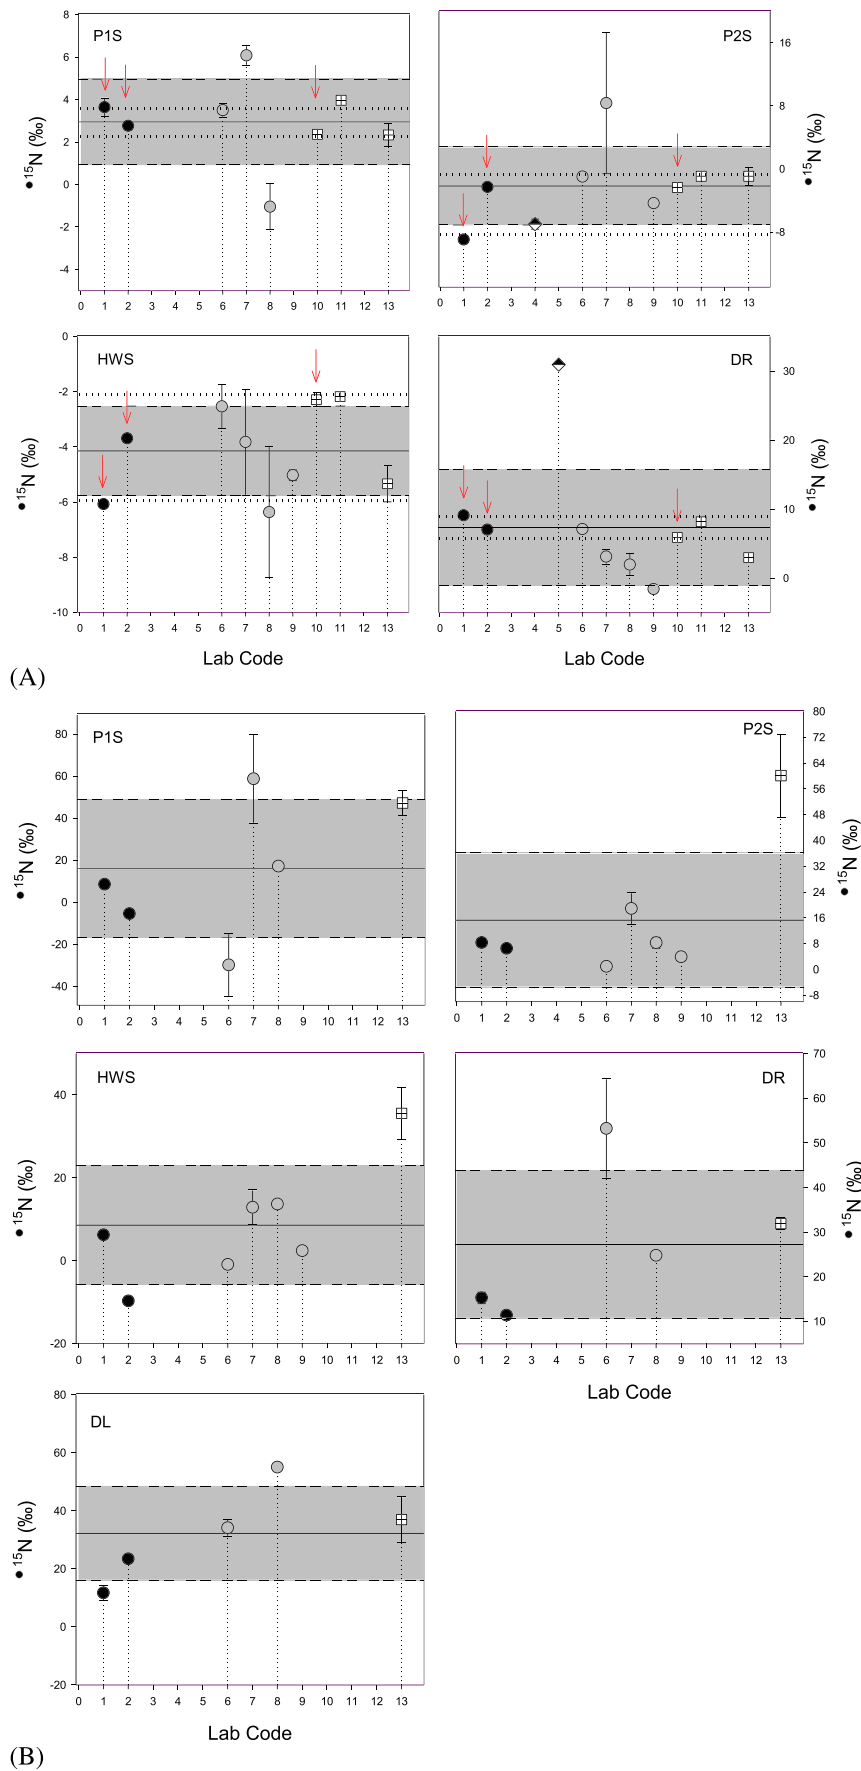 P1S
8
6
4
2
0
-2
-4
•15N (‰)
0 1 2 3 4 5 6 7 8 9 10 11 12 13
P2S
16
8
0
-8
•15N (‰)
0 1 2 3 4 5 6 7 8 9 10 11 12 13
HWS
0
-2
-4
-6
-8
-10
•15N (‰)
0 1 2 3 4 5 6 7 8 9 10 11 12 13
Lab Code
DR
30
20
10
0
•15N (‰)
0 1 2 3 4 5 6 7 8 9 10 11 12 13
Lab Code
(A)
P1S
80
60
40
20
0
-20
-40
•15N (‰)
0 1 2 3 4 5 6 7 8 9 10 11 12 13
P2S
80
72
64
56
48
40
32
24
16
8
0
-8
•15N (‰)
0 1 2 3 4 5 6 7 8 9 10 11 12 13
HWS
40
20
0
-20
•15N (‰)
0 1 2 3 4 5 6 7 8 9 10 11 12 13
DR
70
60
50
40
30
20
10
•15N (‰)
0 1 2 3 4 5 6 7 8 9 10 11 12 13
Lab Code
DL
80
60
40
20
0
-20
•15N (‰)
0 1 2 3 4 5 6 7 8 9 10 11 12 13
Lab Code
(B)